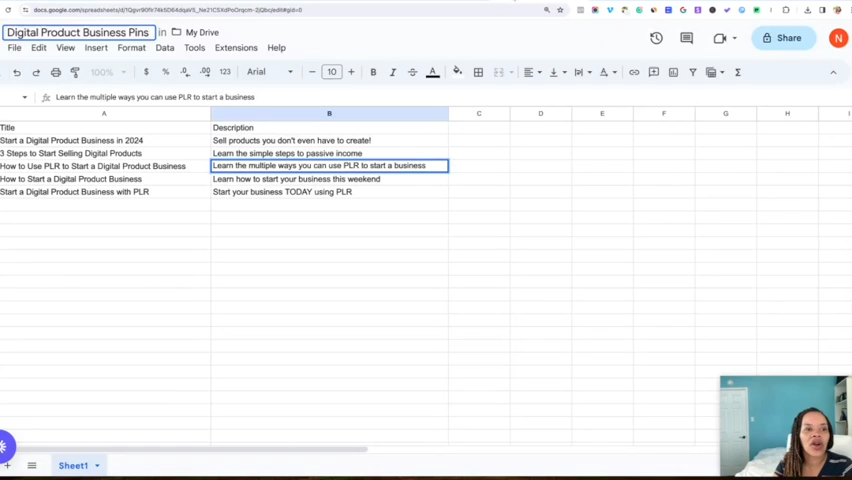 docs.google.com/spreadsheets/d/
Digital Product Business Pins in My Drive
N
Share
File Edit View Insert Format Data Tools Extensions Help
100% $ % .0 .00 123 Arial 10 B I A
Learn the multiple ways you can use PLR to start a business
A B C D E F G H I
Title Description
Start a Digital Product Business in 2024 Sell products you don't even have to create!
3 Steps to Start Selling Digital Products Learn the simple steps to passive income
How to Use PLR to Start a Digital Product Business Learn the multiple ways you can use PLR to start a business
How to Start a Digital Product Business Learn how to start your business this weekend
Start a Digital Product Business with PLR Start your business TODAY using PLR
Sheet1